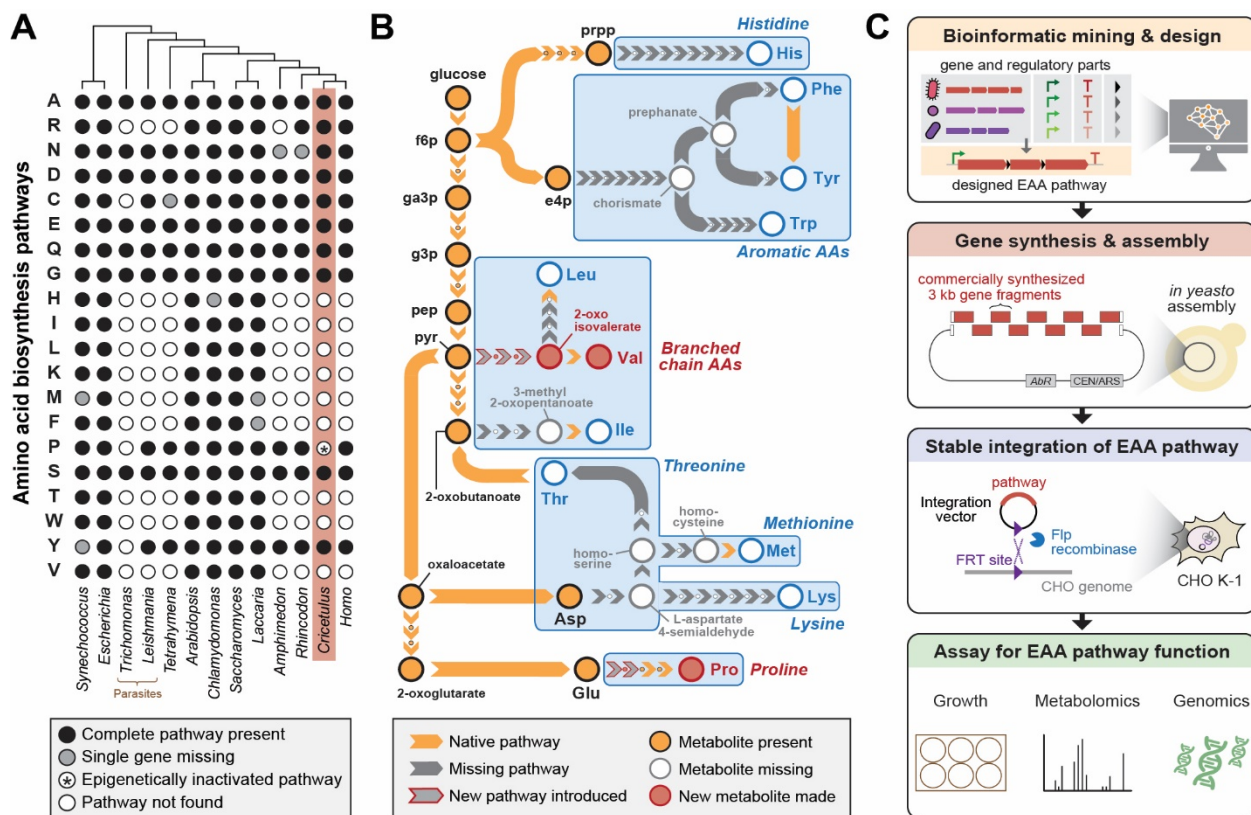 A
Amino acid biosynthesis pathways
A
R
N
D
C
E
Q
G
H
I
L
K
M
F
P
S
T
W
Y
V
*
Synechococcus
Escherichia
Trichomonas
Leishmania
Tetrahymena
Arabidopsis
Chlamydomonas
Saccharomyces
Laccaria
Amphimedon
Rhincodon
Cricetulus
Homo
Parasites
Complete pathway present
Single gene missing
* Epigenetically inactivated pathway
Pathway not found
B
glucose
f6p
ga3p
g3p
pep
pyr
2-oxobutanoate
oxaloacetate
2-oxoglutarate
prpp
Histidine
His
e4p
prephanate
chorismate
Phe
Tyr
Trp
Aromatic AAs
Leu
2-oxo
isovalerate
Val
Branched
chain AAs
3-methyl
2-oxopentanoate
Ile
Threonine
Thr
homo-
cysteine
Methionine
homo-
serine
Met
Asp
L-aspartate
4-semialdehyde
Lys
Lysine
Glu
Pro
Proline
Native pathway
Missing pathway
New pathway introduced
Metabolite present
Metabolite missing
New metabolite made
C
Bioinformatic mining & design
gene and regulatory parts
designed EAA pathway
Gene synthesis & assembly
commercially synthesized
3 kb gene fragments
in yeasto
assembly
AbR
CEN/ARS
Stable integration of EAA pathway
pathway
Integration
vector
Flp
recombinase
FRT site
CHO genome
CHO K-1
Assay for EAA pathway function
Growth
Metabolomics
Genomics